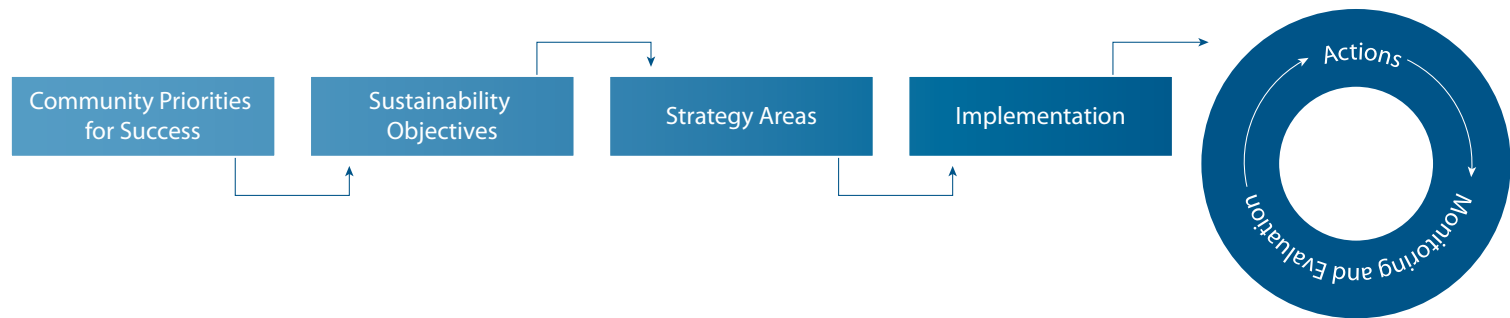 Community Priorities
for Success
Sustainability
Objectives
Strategy Areas
Implementation
Actions
Monitoring and Evaluation